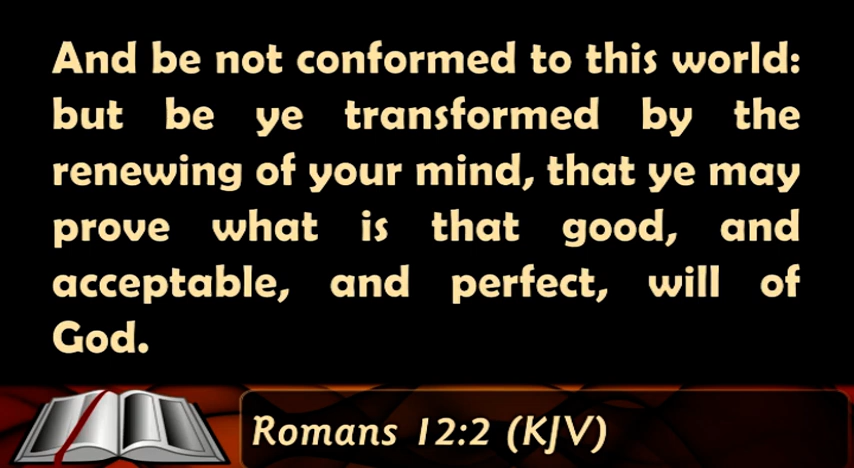 And be not conformed to this world:
but be ye transformed by the
renewing of your mind, that ye may
prove what is that good, and
acceptable, and perfect, will of
God.
Romans 12:2 (KJV)